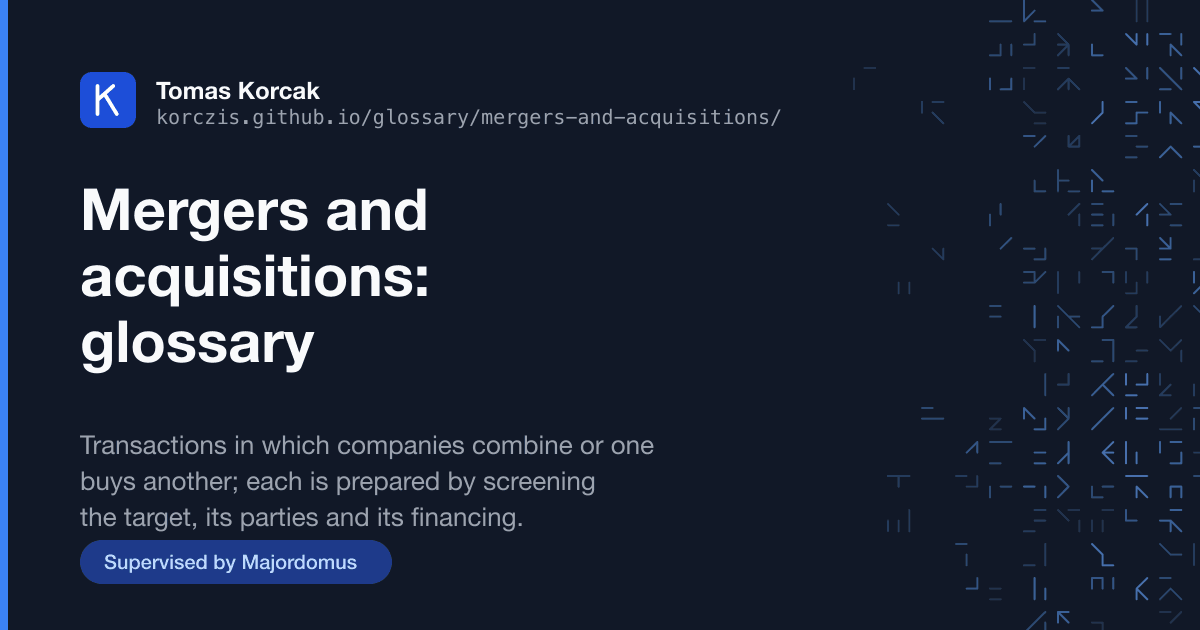 Tomas Korcak
korczis.github.io/glossary/mergers-and-acquisitions/
Mergers and
acquisitions:
glossary
Transactions in which companies combine or one
buys another; each is prepared by screening
the target, its parties and its financing.
Supervised by Majordomus